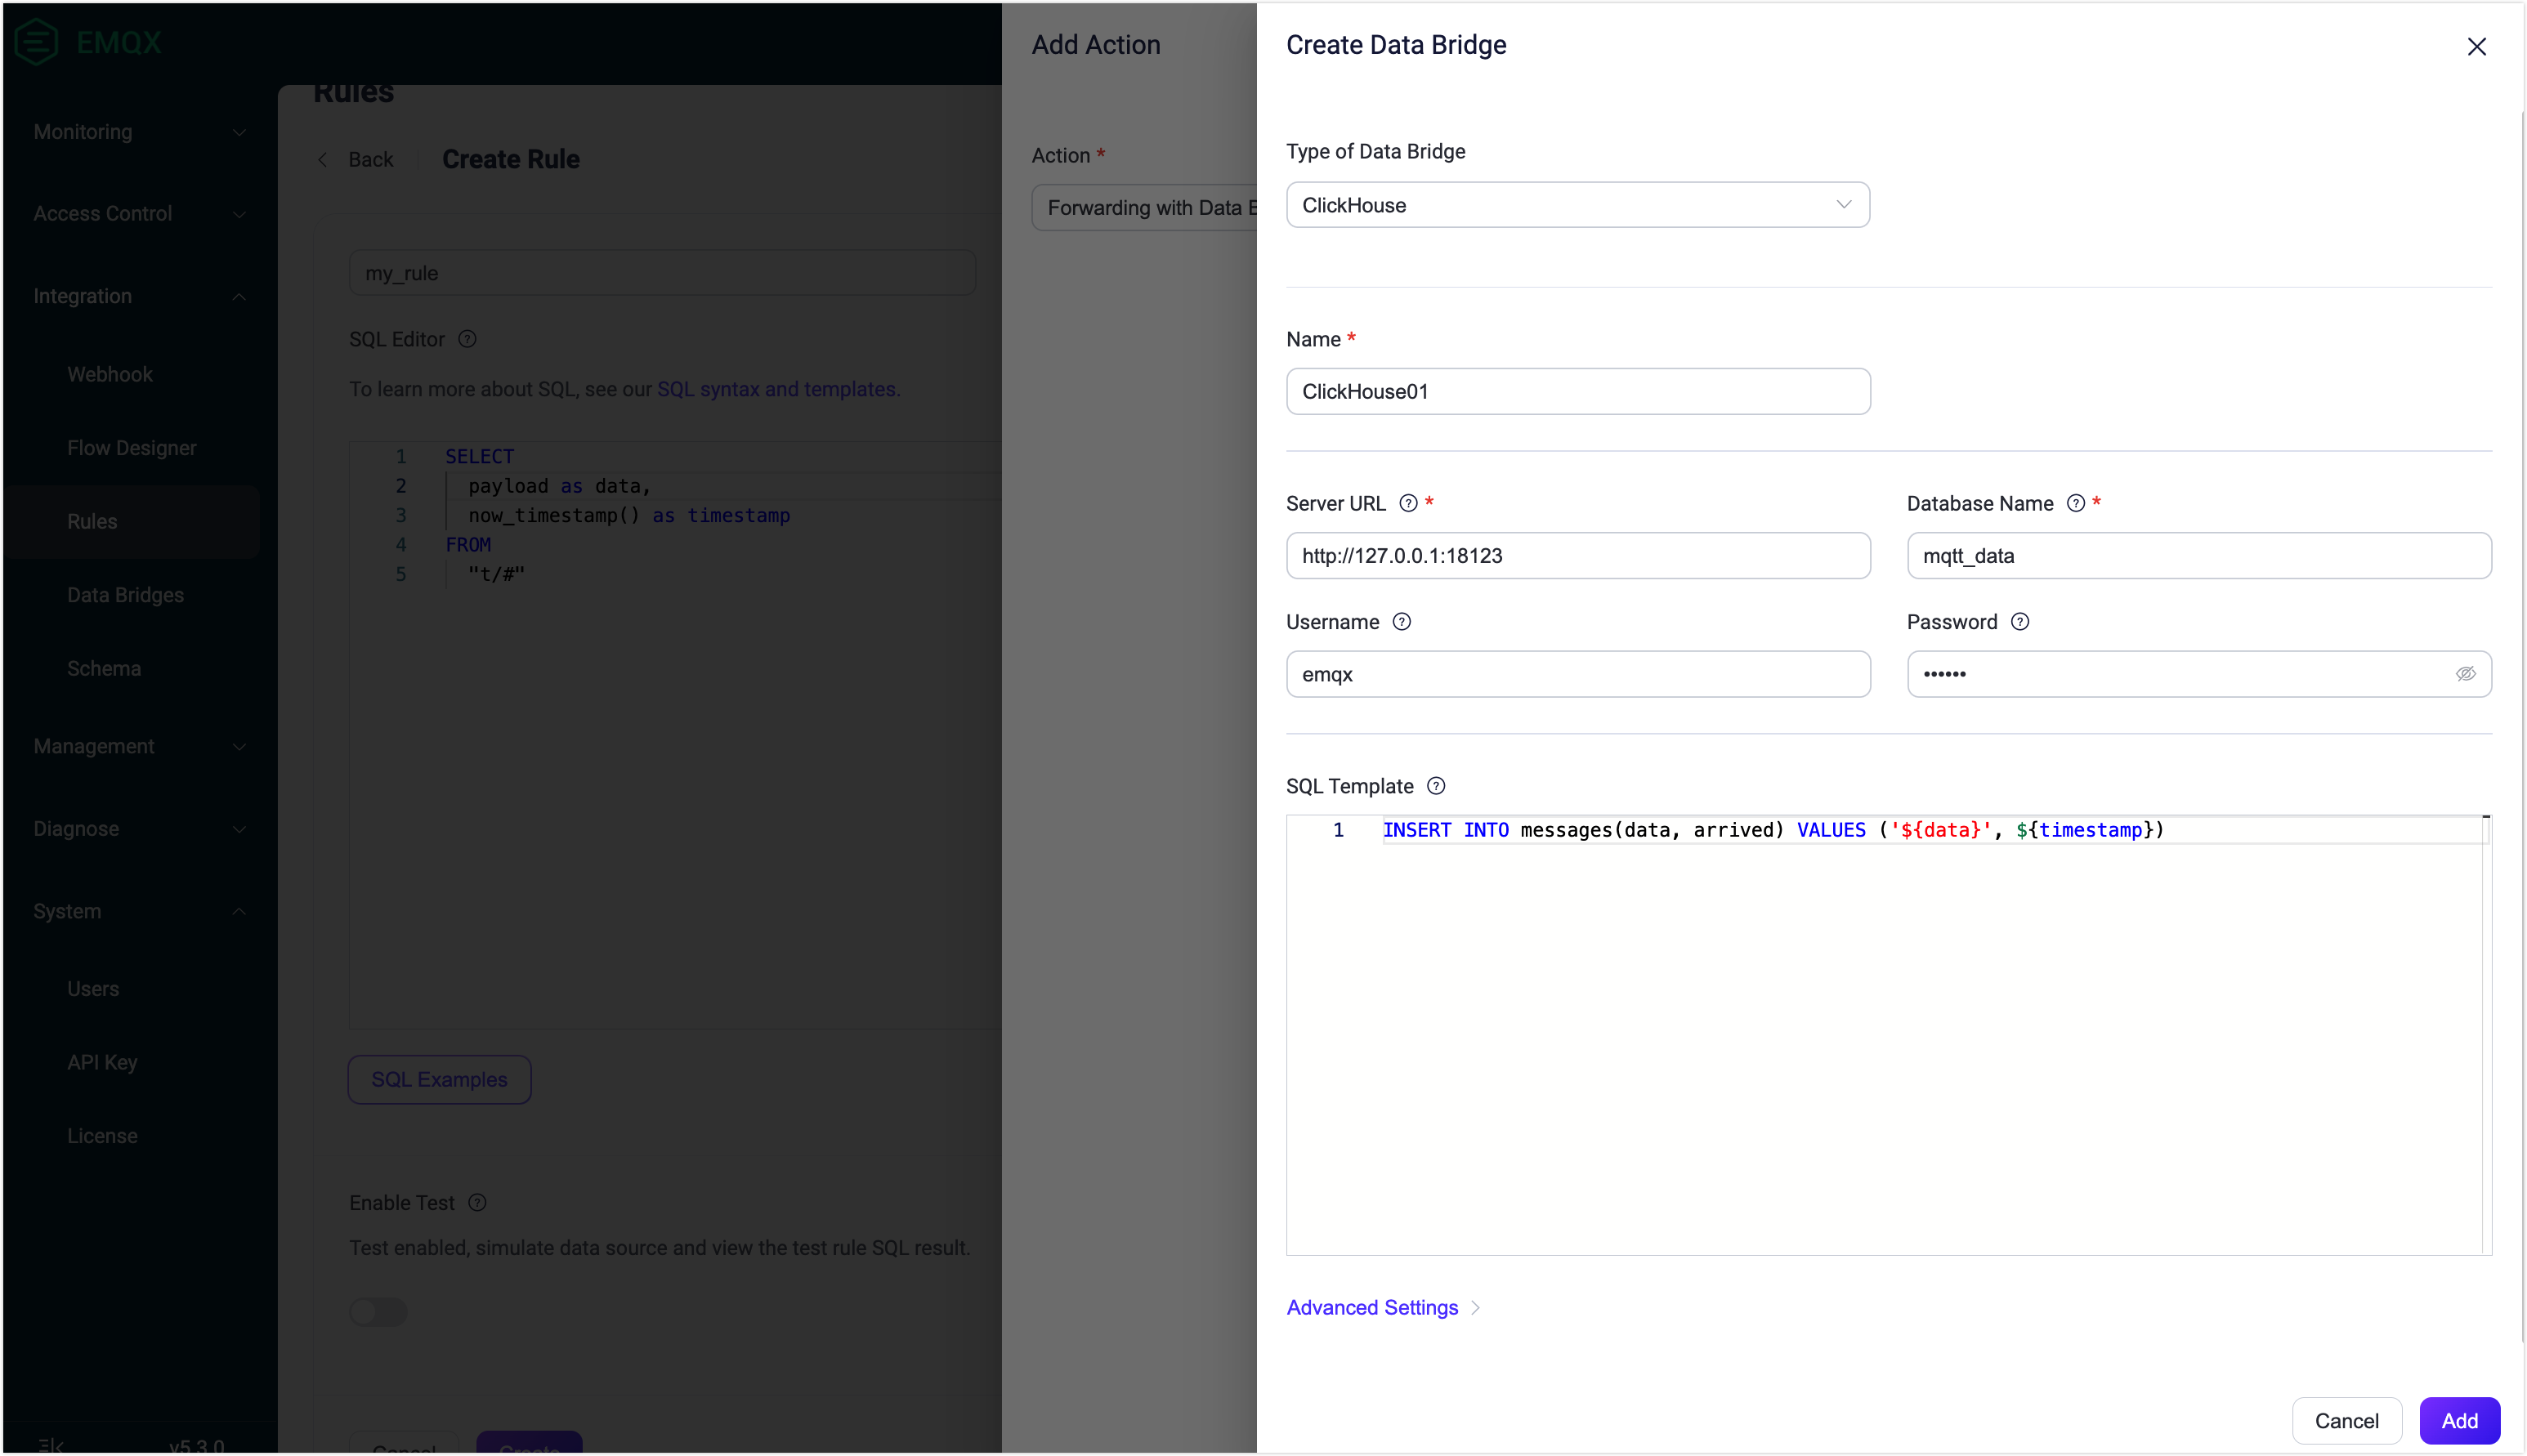 EMQX
Monitoring
Access Control
Integration
Webhook
Flow Designer
Rules
Data Bridges
Schema
Management
Diagnose
System
Users
API Key
License
v5.3.0
Rules
Back
Create Rule
my_rule
SQL Editor
To learn more about SQL, see our SQL syntax and templates.
1 SELECT
2 payload as data,
3 now_timestamp() as timestamp
4 FROM
5 "t/#"
SQL Examples
Enable Test
Test enabled, simulate data source and view the test rule SQL result.
Cancel
Create
Add Action
Action *
Forwarding with Data B
Create Data Bridge
Type of Data Bridge
ClickHouse
Name *
ClickHouse01
Server URL *
Database Name *
http://127.0.0.1:18123
mqtt_data
Username
Password
emqx
••••••
SQL Template
1 INSERT INTO messages(data, arrived) VALUES ('${data}', ${timestamp})
Advanced Settings
Cancel
Add